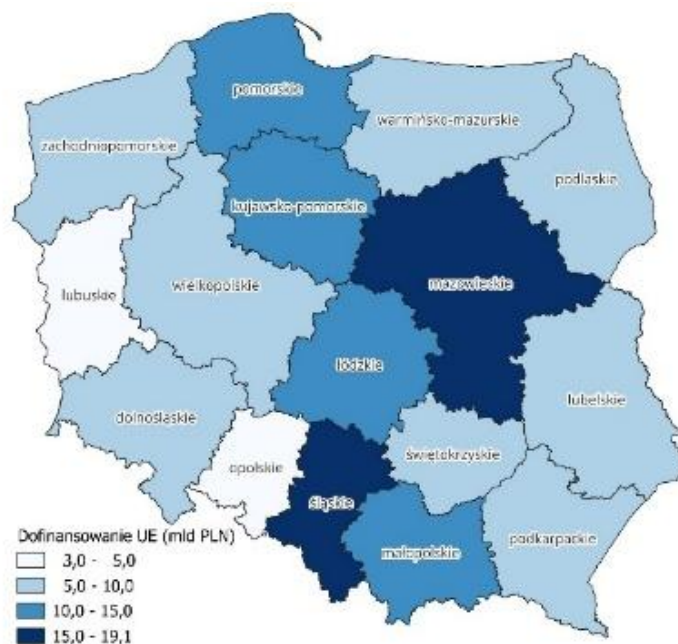 pomorskie
warmińsko-mazurskie
zachodniopomorskie
podlaskie
kujawsko-pomorskie
lubuskie
wielkopolskie
mazowieckie
łódzkie
dolnośląskie
lubelskie
opolskie
świętokrzyskie
śląskie
małopolskie
podkarpackie
Dofinansowanie UE (mld PLN)
3,0 - 5,0
5,0 - 10,0
10,0 - 15,0
15,0 - 19,1